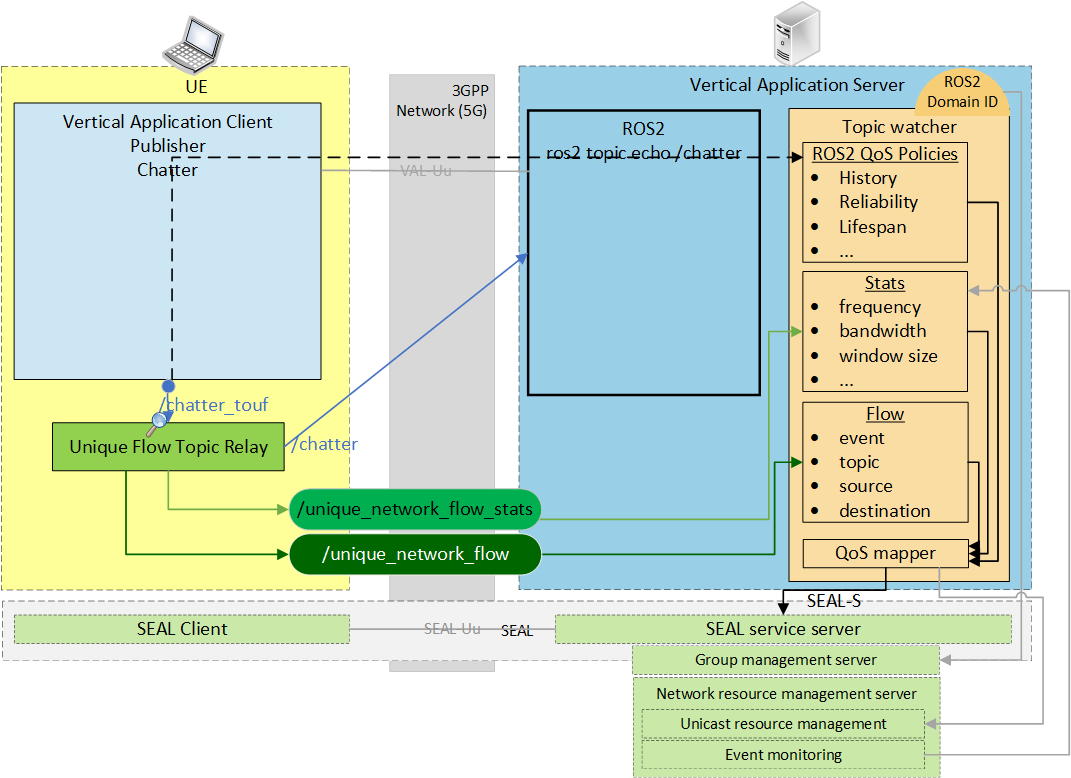 UE
Vertical Application Client
Publisher
Chatter
/chatter_touf
Unique Flow Topic Relay
/chatter
3GPP
Network (5G)
VAL-Uu
/unique_network_flow_stats
/unique_network_flow
Vertical Application Server
ROS2
Domain ID
ROS2
ros2 topic echo /chatter
Topic watcher
ROS2 QoS Policies
• History
• Reliability
• Lifespan
• ...
Stats
• frequency
• bandwidth
• window size
• ...
Flow
• event
• topic
• source
• destination
QoS mapper
SEAL-S
SEAL Client
SEAL-Uu
SEAL
SEAL service server
Group management server
Network resource management server
Unicast resource management
Event monitoring